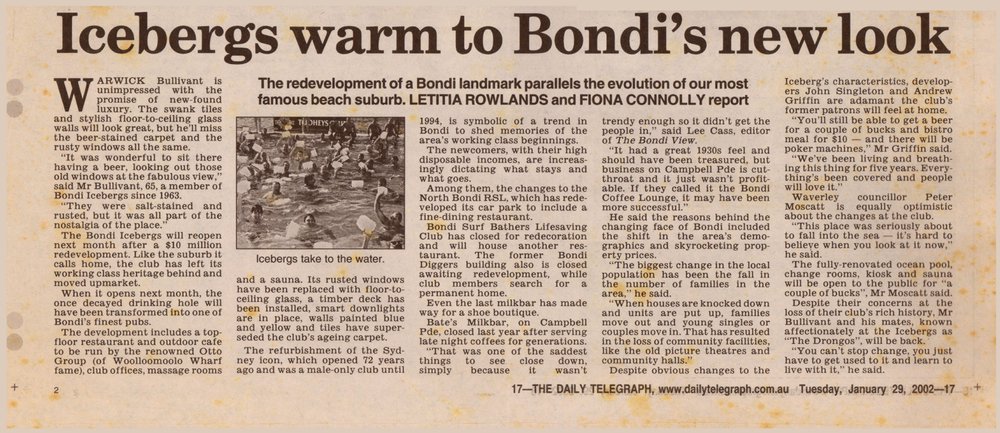 Icebergs warm to Bondi's new look
The redevelopment of a Bondi landmark parallels the evolution of our most
famous beach suburb. LETITIA ROWLANDS and FIONA CONNOLLY report
WARWICK Bullivant is
unimpressed with the
promise of new-found
luxury. The swank tiles
and stylish floor-to-ceiling glass
walls will look great, but he'll miss
the beer-stained carpet and the
rusty windows all the same.
"It was wonderful to sit there
having a beer, looking out those
old windows at the fabulous view,"
said Mr Bullivant, 65, a member of
Bondi Icebergs since 1963.
"They were salt-stained and
rusted, but it was all part of the
nostalgia of the place."
The Bondi Icebergs will reopen
next month after a $10 million
redevelopment. Like the suburb it
calls home, the club has left its
working class heritage behind and
moved upmarket.
When it opens next month, the
once decayed drinking hole will
have been transformed into one of
Bondi's finest pubs.
The development includes a top-
floor restaurant and outdoor cafe
to be run by the renowned Otto
Group (of Woolloomoolo Wharf
fame), club offices, massage rooms
Icebergs take to the water.
and a sauna. Its rusted windows
have been replaced with floor-to-
ceiling glass, a timber deck has
been installed, smart downlights
are in place, walls painted blue
and yellow and tiles have super-
seded the club's ageing carpet.
The refurbishment of the Syd-
ney icon, which opened 72 years
ago and was a male-only club until
1994, is symbolic of a trend in
Bondi to shed memories of the
area's working class beginnings.
The newcomers, with their high
disposable incomes, are increas-
ingly dictating what stays and
what goes.
Among them, the changes to the
North Bondi RSL, which has rede-
veloped its car park to include a
fine-dining restaurant.
Bondi Surf Bathers Lifesaving
Club has closed for redecoration
and will house another res-
taurant. The former Bondi
Diggers building also is closed
awaiting redevelopment, while
club members search for a
permanent home.
Even the last milkbar has made
way for a shoe boutique.
Bate's Milkbar, on Campbell
Pde, closed last year after serving
late night coffees for generations.
"That was one of the saddest
things to see close down,
simply because it wasn't
trendy enough so it didn't get the
people in," said Lee Cass, editor
of The Bondi View.
"It had a great 1930s feel and
should have been treasured, but
business on Campbell Pde is cut-
throat and it just wasn't profit-
able. If they called it the Bondi
Coffee Lounge, it may have been
more successful."
He said the reasons behind the
changing face of Bondi included
the shift in the area's demo-
graphics and skyrocketing prop-
erty prices.
"The biggest change in the local
population has been the fall in
the number of families in the
area," he said.
"When houses are knocked down
and units are put up, families
move out and young singles or
couples move in. That has resulted
in the loss of community facilities,
like the old picture theatres and
community halls."
Despite obvious changes to the
Iceberg's characteristics, develop-
ers John Singleton and Andrew
Griffin are adamant the club's
former patrons will feel at home.
"You'll still be able to get a beer
for a couple of bucks and bistro
meal for $10 — and there will be
poker machines," Mr Griffin said.
"We've been living and breath-
ing this thing for five years. Every-
thing's been covered and people
will love it."
Waverley councillor Peter
Moscatt is equally optimistic
about the changes at the club.
"This place was seriously about
to fall into the sea — it's hard to
believe when you look at it now,"
he said.
The fully-renovated ocean pool,
change rooms, kiosk and sauna
will be open to the public for "a
couple of bucks", Mr Moscatt said.
Despite their concerns at the
loss of their club's rich history, Mr
Bullivant and his mates, known
affectionately at the Icebergs as
"The Drongos", will be back.
"You can't stop change, you just
have to get used to it and learn to
live with it," he said.
2
17—THE DAILY TELEGRAPH, www.dailytelegraph.com.au Tuesday, January 29, 2002—17